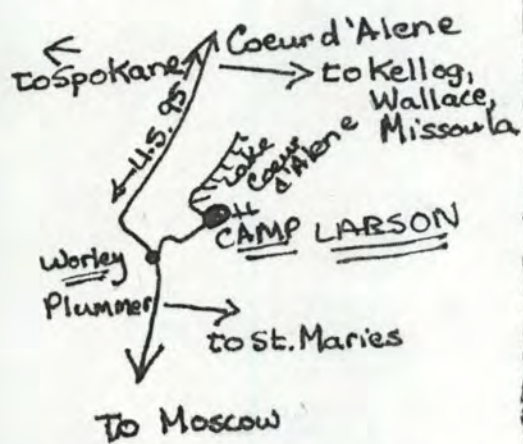 Coeur d'Alene
to Spokane
to Kellog,
Wallace,
Missoula
U.S. 95
Lake
Coeur
d'Alene
CAMP LARSON
Worley
Plummer
to St. Maries
To Moscow